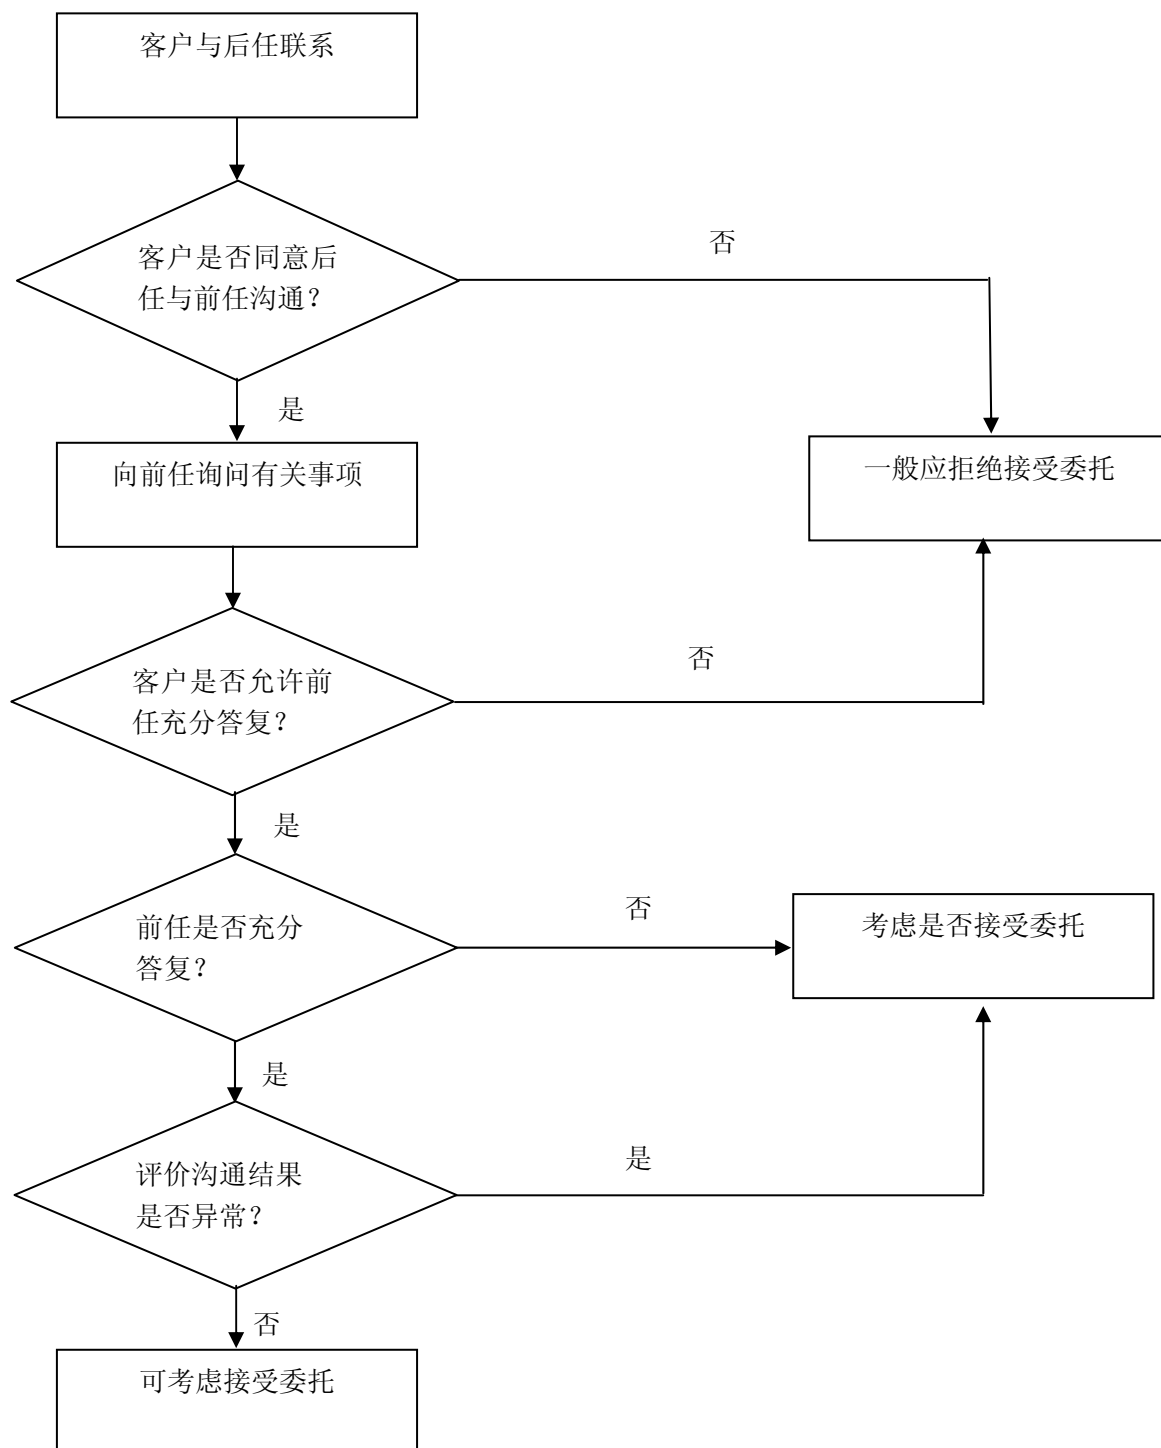 客户与后任联系
客户是否同意后
任与前任沟通？
否
是
向前任询问有关事项
一般应拒绝接受委托
客户是否允许前
任充分答复？
否
是
前任是否充分
答复？
否
考虑是否接受委托
是
评价沟通结果
是否异常？
是
否
可考虑接受委托